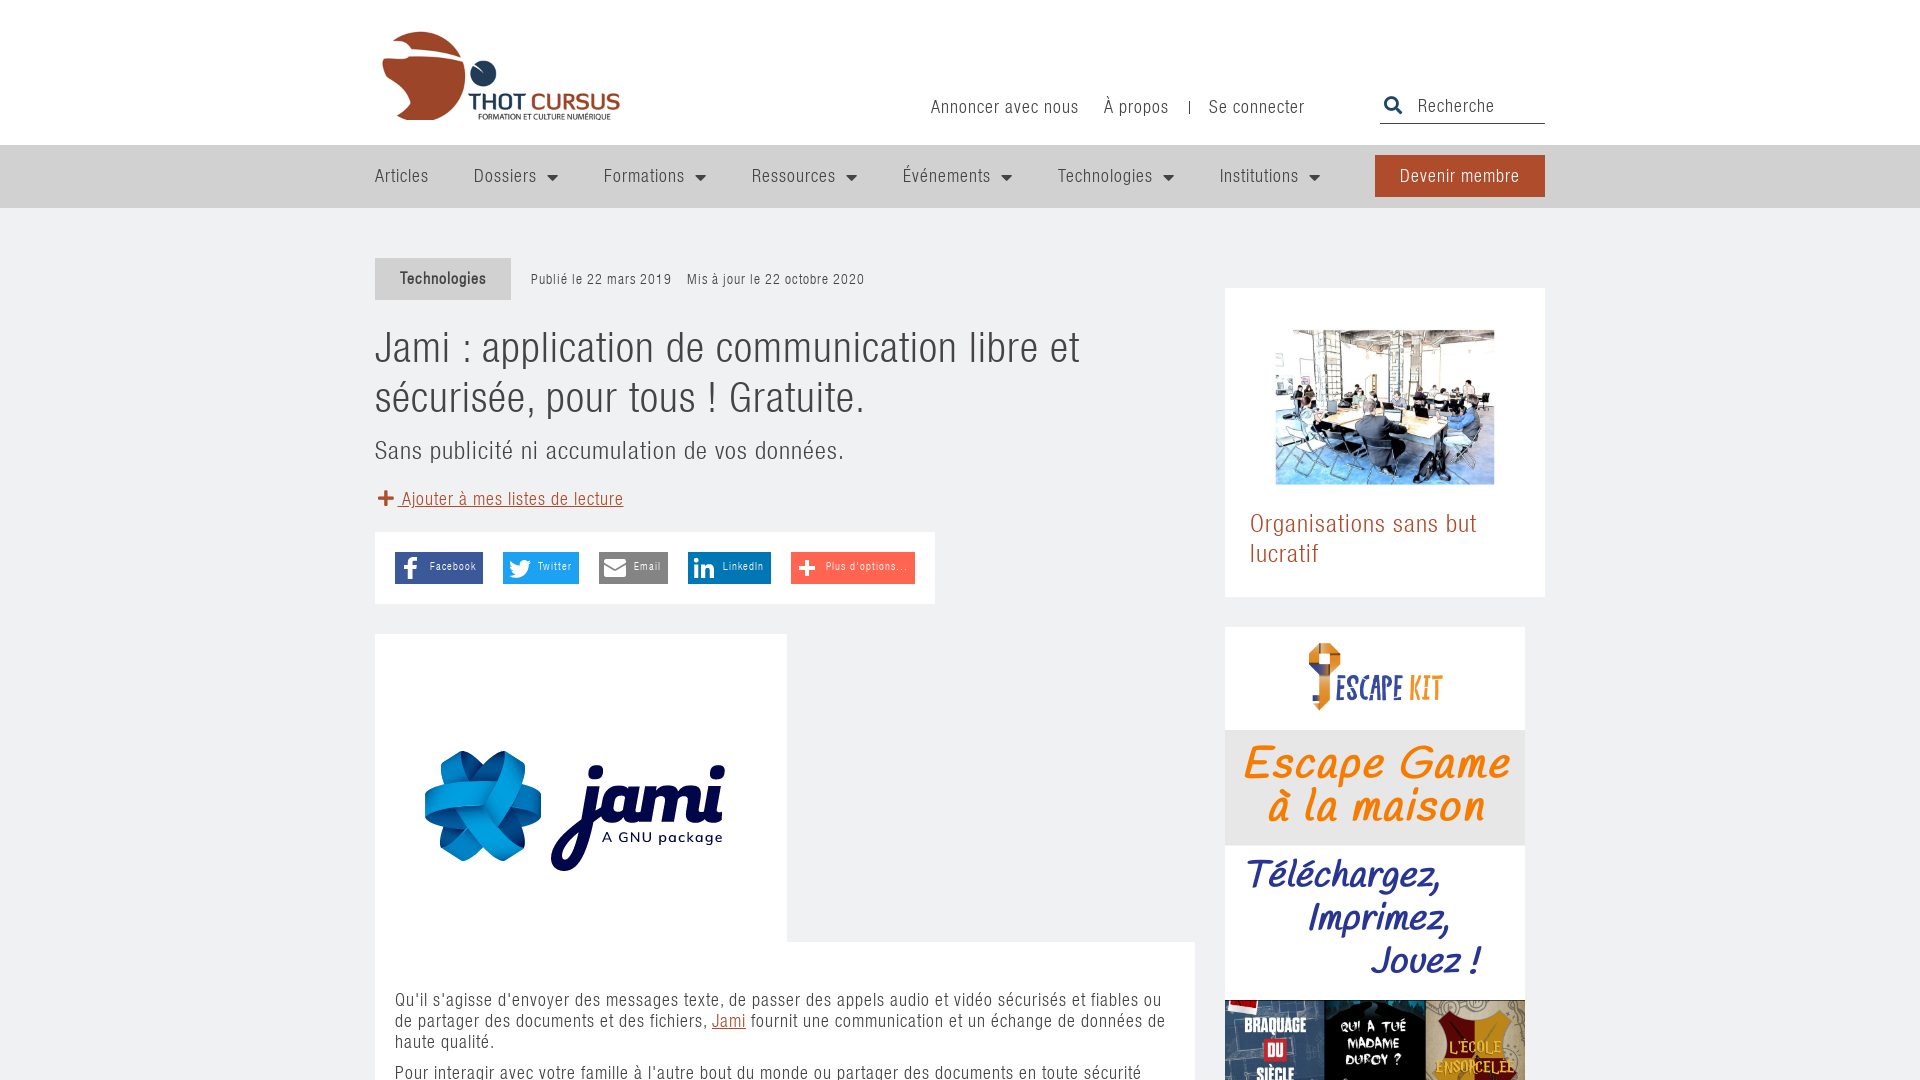 THOT CURSUS
FORMATION ET CULTURE NUMÉRIQUE
Annoncer avec nous
À propos
|
Se connecter
Recherche
Articles
Dossiers
Formations
Ressources
Événements
Technologies
Institutions
Devenir membre
Technologies
Publié le 22 mars 2019
Mis à jour le 22 octobre 2020
Jami : application de communication libre et
sécurisée, pour tous ! Gratuite.
Sans publicité ni accumulation de vos données.
Ajouter à mes listes de lecture
Facebook
Twitter
Email
LinkedIn
Plus d'options...
jami
A GNU package
Qu'il s'agisse d'envoyer des messages texte, de passer des appels audio et vidéo sécurisés et fiables ou
de partager des documents et des fichiers, Jami fournit une communication et un échange de données de
haute qualité.
Pour interagir avec votre famille à l'autre bout du monde ou partager des documents en toute sécurité
Organisations sans but
lucratif
ESCAPE KIT
Escape Game
à la maison
Téléchargez,
Imprimez,
Jouez !
BRAQUAGE
DU
SIÈCLE
QUI A TUÉ
MADAME
DUROY ?
L'ÉCOLE
ENSORCELÉE